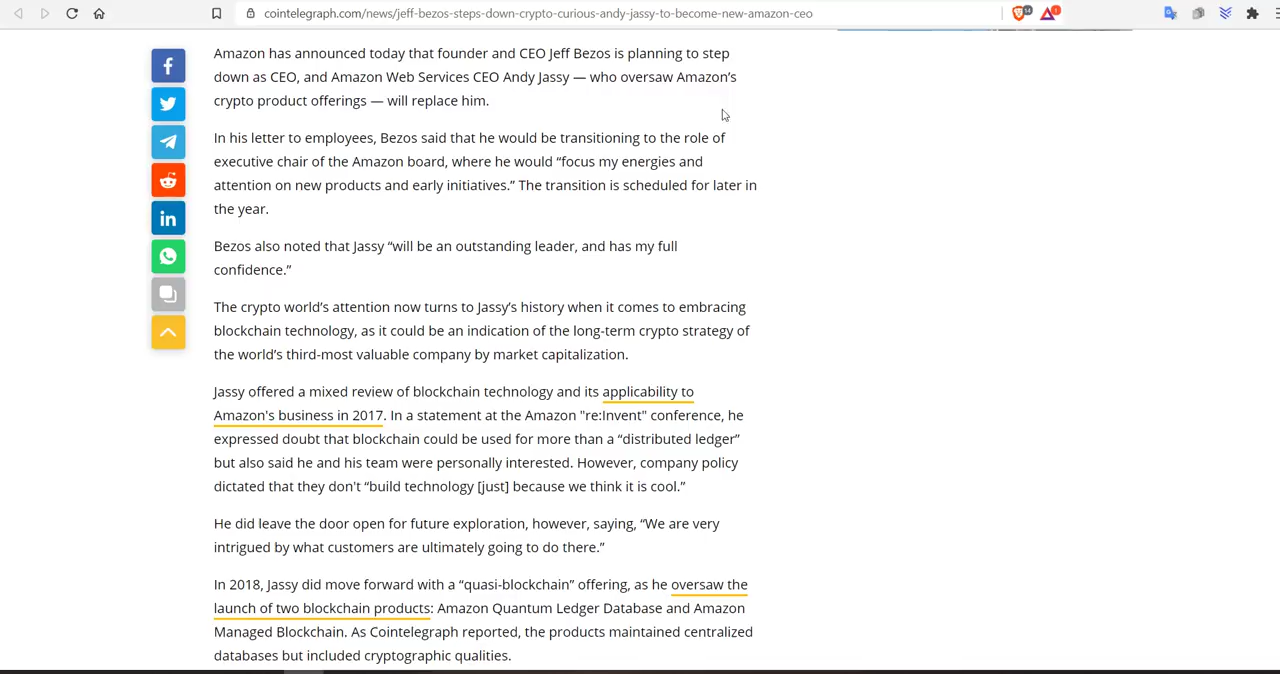 cointelegraph.com/news/jeff-bezos-steps-down-crypto-curious-andy-jassy-to-become-new-amazon-ceo
Amazon has announced today that founder and CEO Jeff Bezos is planning to step
down as CEO, and Amazon Web Services CEO Andy Jassy — who oversaw Amazon’s
crypto product offerings — will replace him.
In his letter to employees, Bezos said that he would be transitioning to the role of
executive chair of the Amazon board, where he would “focus my energies and
attention on new products and early initiatives.” The transition is scheduled for later in
the year.
Bezos also noted that Jassy “will be an outstanding leader, and has my full
confidence.”
The crypto world’s attention now turns to Jassy’s history when it comes to embracing
blockchain technology, as it could be an indication of the long-term crypto strategy of
the world’s third-most valuable company by market capitalization.
Jassy offered a mixed review of blockchain technology and its applicability to
Amazon's business in 2017. In a statement at the Amazon "re:Invent" conference, he
expressed doubt that blockchain could be used for more than a “distributed ledger”
but also said he and his team were personally interested. However, company policy
dictated that they don't “build technology [just] because we think it is cool.”
He did leave the door open for future exploration, however, saying, “We are very
intrigued by what customers are ultimately going to do there.”
In 2018, Jassy did move forward with a “quasi-blockchain” offering, as he oversaw the
launch of two blockchain products: Amazon Quantum Ledger Database and Amazon
Managed Blockchain. As Cointelegraph reported, the products maintained centralized
databases but included cryptographic qualities.